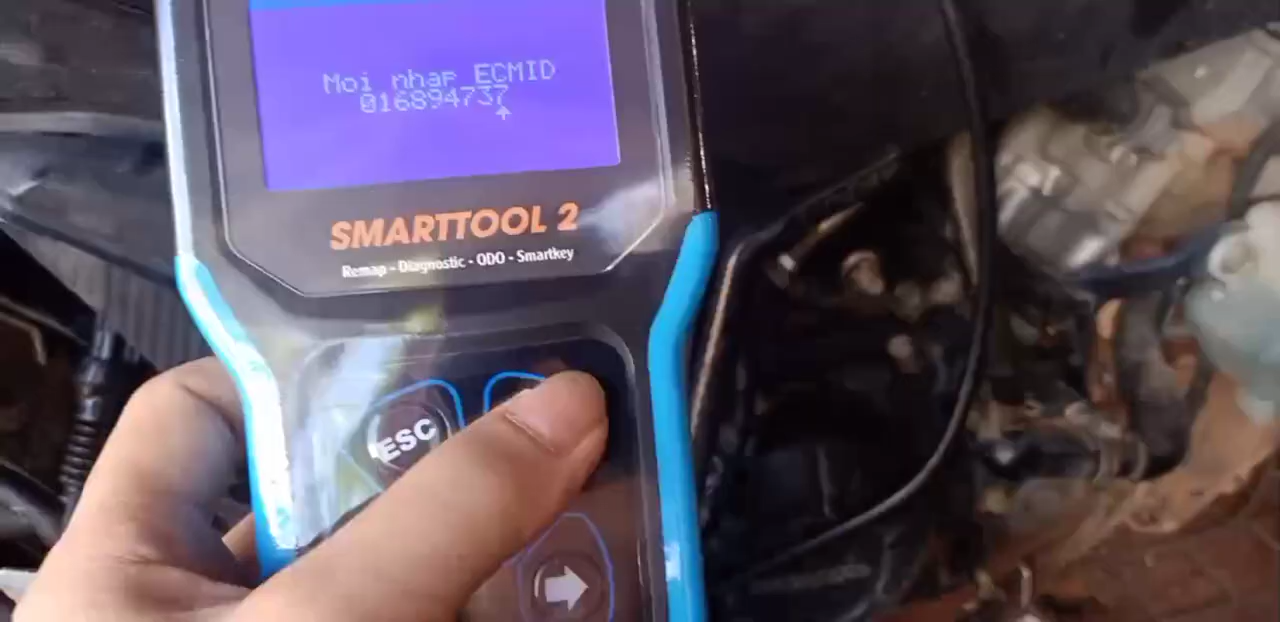 Moi nhap ECMID
016894737
SMARTTOOL 2
Remap - Diagnostic - ODO - Smartkey
ESC